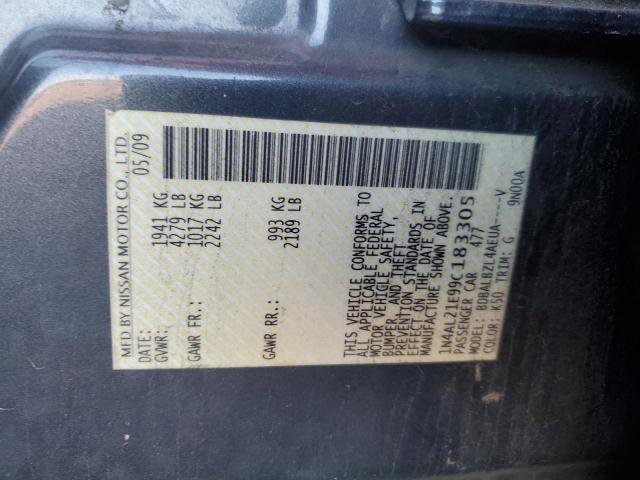 MFD BY NISSAN MOTOR CO., LTD.
DATE: 05/09
GVWR: 1941 KG
4279 LB
GAWR FR.: 1017 KG
2242 LB
GAWR RR.: 993 KG
2189 LB
THIS VEHICLE CONFORMS TO
ALL APPLICABLE FEDERAL
MOTOR VEHICLE SAFETY,
BUMPER, AND THEFT
PREVENTION STANDARDS IN
EFFECT ON THE DATE OF
MANUFACTURE SHOWN ABOVE.
1N4AL21E99C183305
PASSENGER CAR 477
MODEL: BDBALBZL4AEUA----V
COLOR: K50 TRIM: G 9N00A